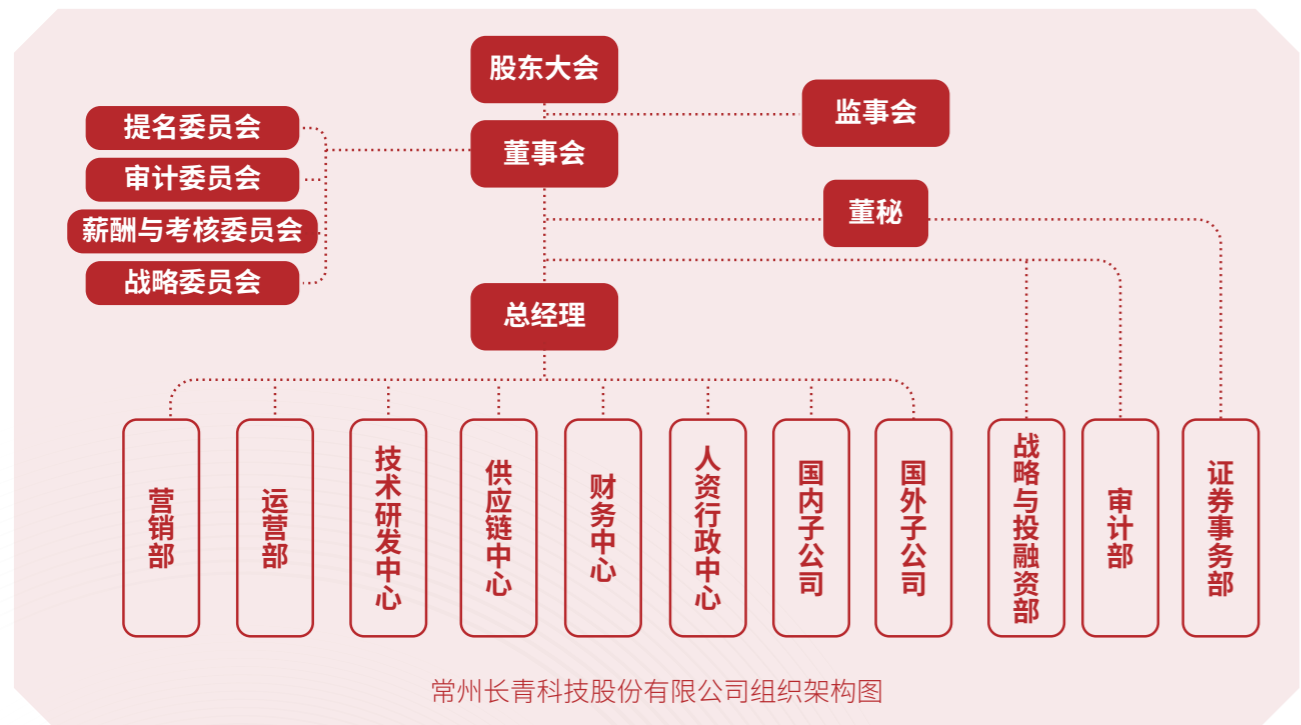 股东大会
监事会
提名委员会
董事会
审计委员会
董秘
薪酬与考核委员会
战略委员会
总经理
营销部
运营部
技术研发中心
供应链中心
财务中心
人资行政中心
国内子公司
国外子公司
战略与投融资部
审计部
证券事务部
常州长青科技股份有限公司组织架构图